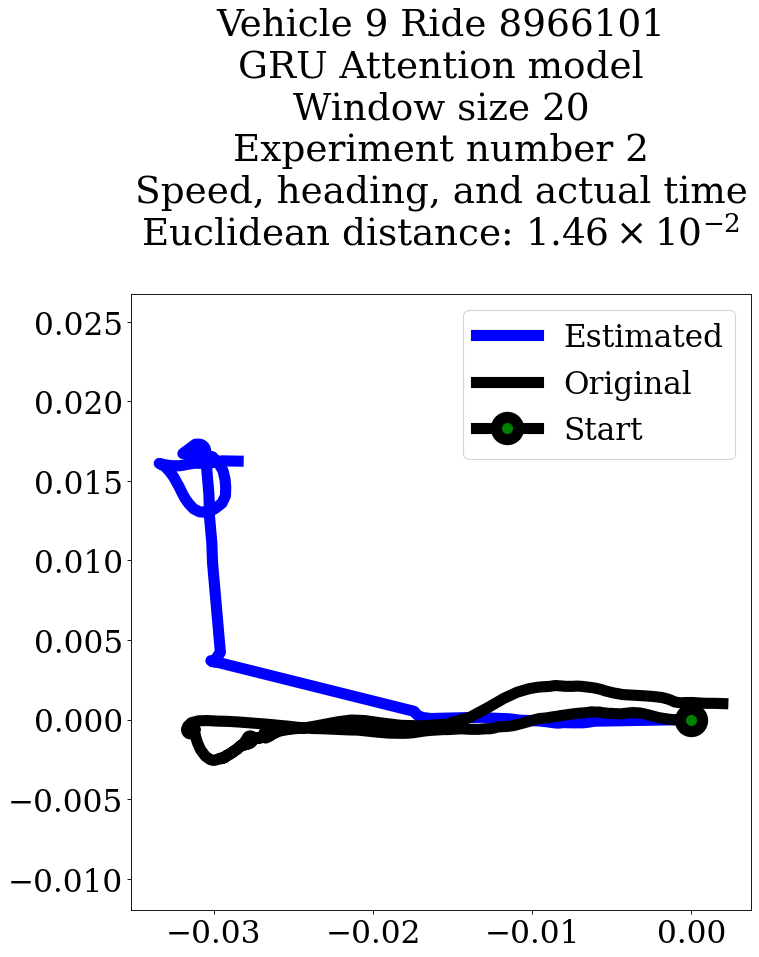 Vehicle 9 Ride 8966101
GRU Attention model
Window size 20
Experiment number 2
Speed, heading, and actual time
Euclidean distance: 1.46 × 10⁻²
Estimated
Original
Start
0.025
0.020
0.015
0.010
0.005
0.000
−0.005
−0.010
−0.03 −0.02 −0.01 0.00